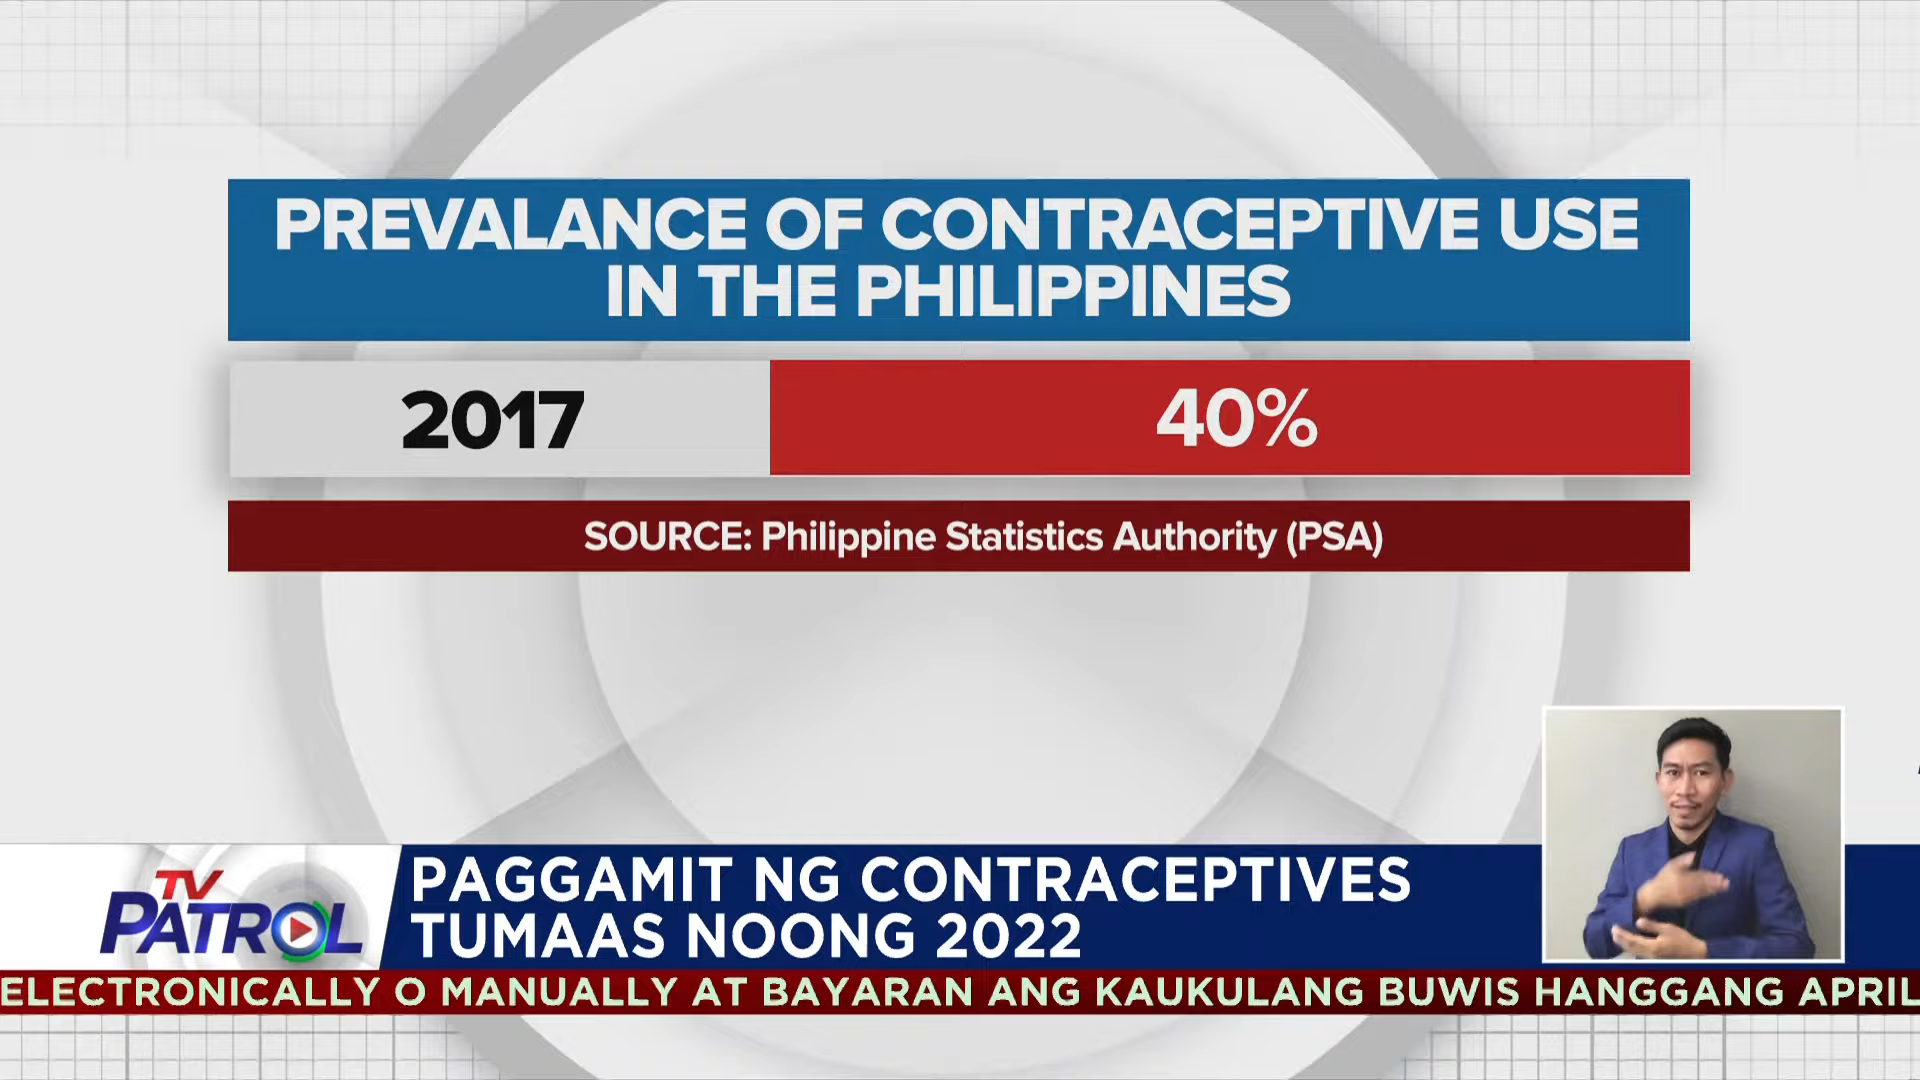 PREVALANCE OF CONTRACEPTIVE USE
IN THE PHILIPPINES
2017
40%
SOURCE: Philippine Statistics Authority (PSA)
TV
PATROL
PAGGAMIT NG CONTRACEPTIVES
TUMAAS NOONG 2022
ELECTRONICALLY O MANUALLY AT BAYARAN ANG KAUKULANG BUWIS HANGGANG APRIL